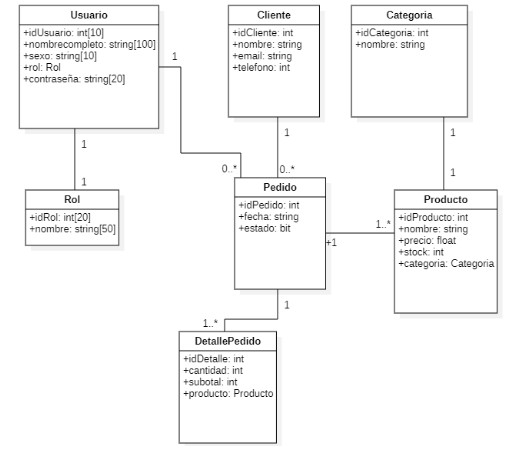 Usuario
+idUsuario: int[10]
+nombrecompleto: string[100]
+sexo: string[10]
+rol: Rol
+contraseña: string[20]
Cliente
+idCliente: int
+nombre: string
+email: string
+telefono: int
Categoria
+idCategoria: int
+nombre: string
1
1
1
1
0..*
0..*
1
1
Rol
+idRol: int[20]
+nombre: string[50]
Pedido
+idPedido: int
+fecha: string
+estado: bit
+1
1..*
Producto
+idProducto: int
+nombre: string
+precio: float
+stock: int
+categoria: Categoria
1
1..*
DetallePedido
+idDetalle: int
+cantidad: int
+subotal: int
+producto: Producto